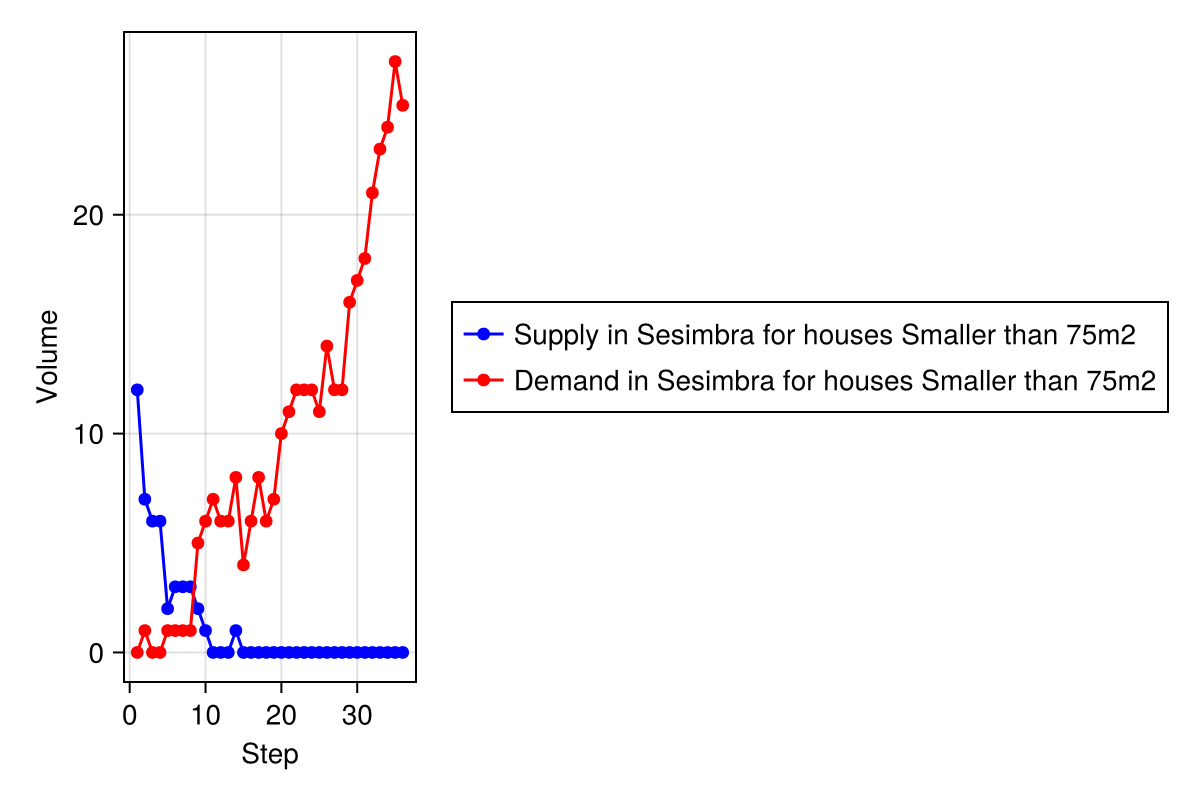 Volume
20
10
0
0 10 20 30
Step
Supply in Sesimbra for houses Smaller than 75m2
Demand in Sesimbra for houses Smaller than 75m2